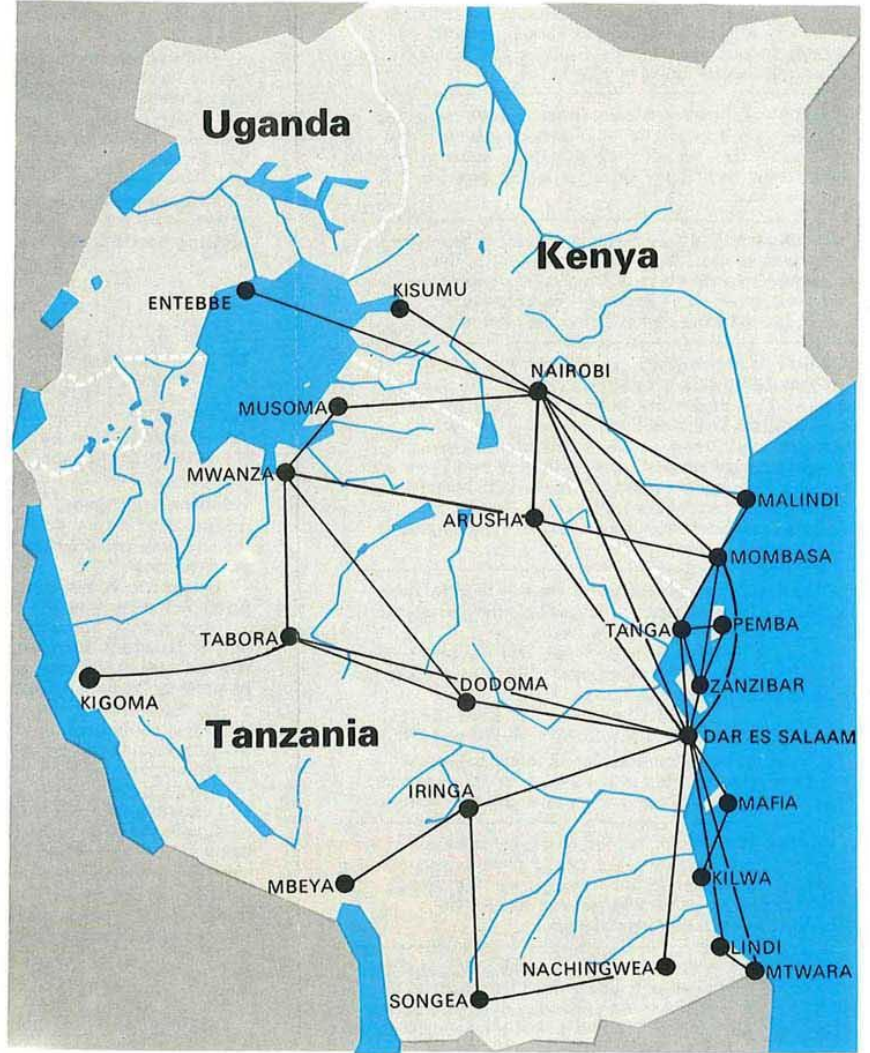 Uganda
Kenya
ENTEBBE
KISUMU
NAIROBI
MUSOMA
MWANZA
MALINDI
ARUSHA
MOMBASA
TANGA
PEMBA
TABORA
ZANZIBAR
KIGOMA
DODOMA
Tanzania
DAR ES SALAAM
IRINGA
MAFIA
MBEYA
KILWA
LINDI
NACHINGWEA
MTWARA
SONGEA